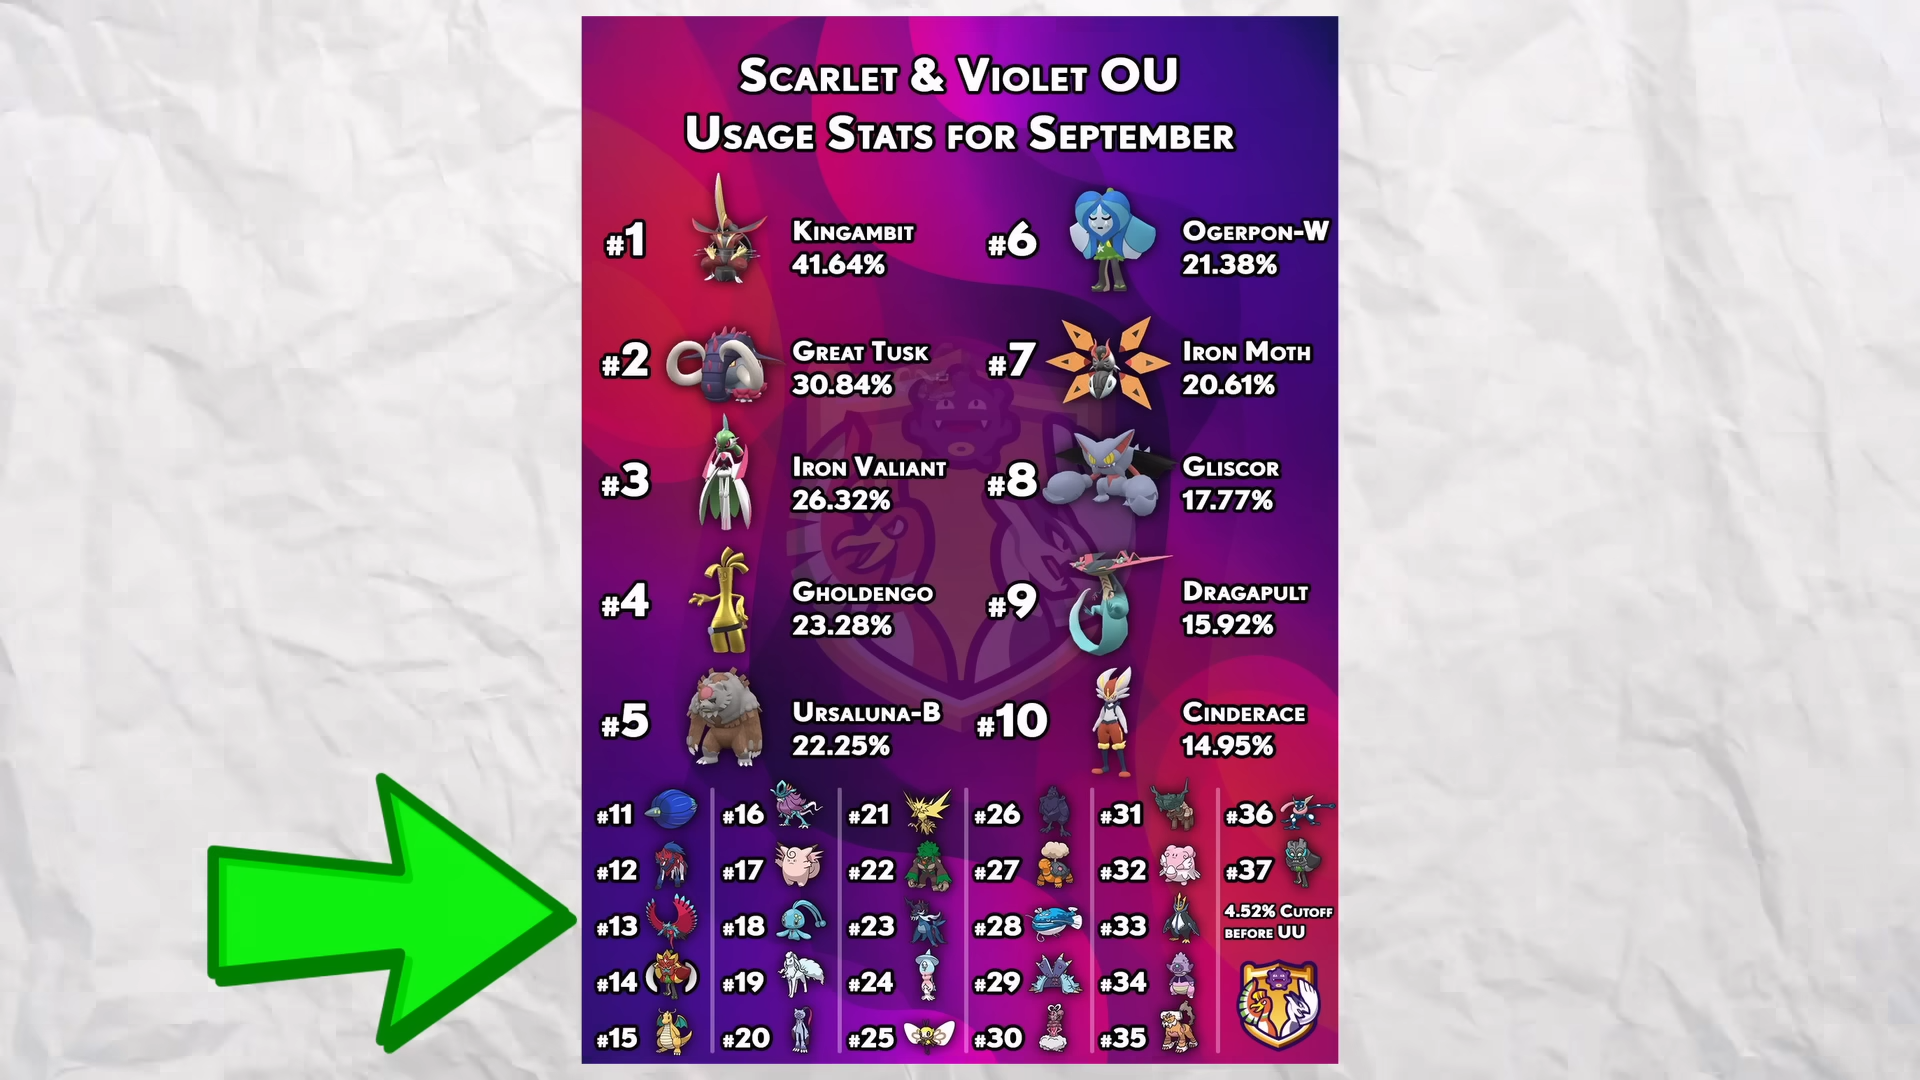 Scarlet & Violet OU
Usage Stats for September
#1 Kingambit
41.64%
#2 Great Tusk
30.84%
#3 Iron Valiant
26.32%
#4 Gholdengo
23.28%
#5 Ursaluna-B
22.25%
#6 Ogerpon-W
21.38%
#7 Iron Moth
20.61%
#8 Gliscor
17.77%
#9 Dragapult
15.92%
#10 Cinderace
14.95%
#11
#12
#13
#14
#15
#16
#17
#18
#19
#20
#21
#22
#23
#24
#25
#26
#27
#28
#29
#30
#31
#32
#33
#34
#35
#36
#37
4.52% Cutoff
before UU